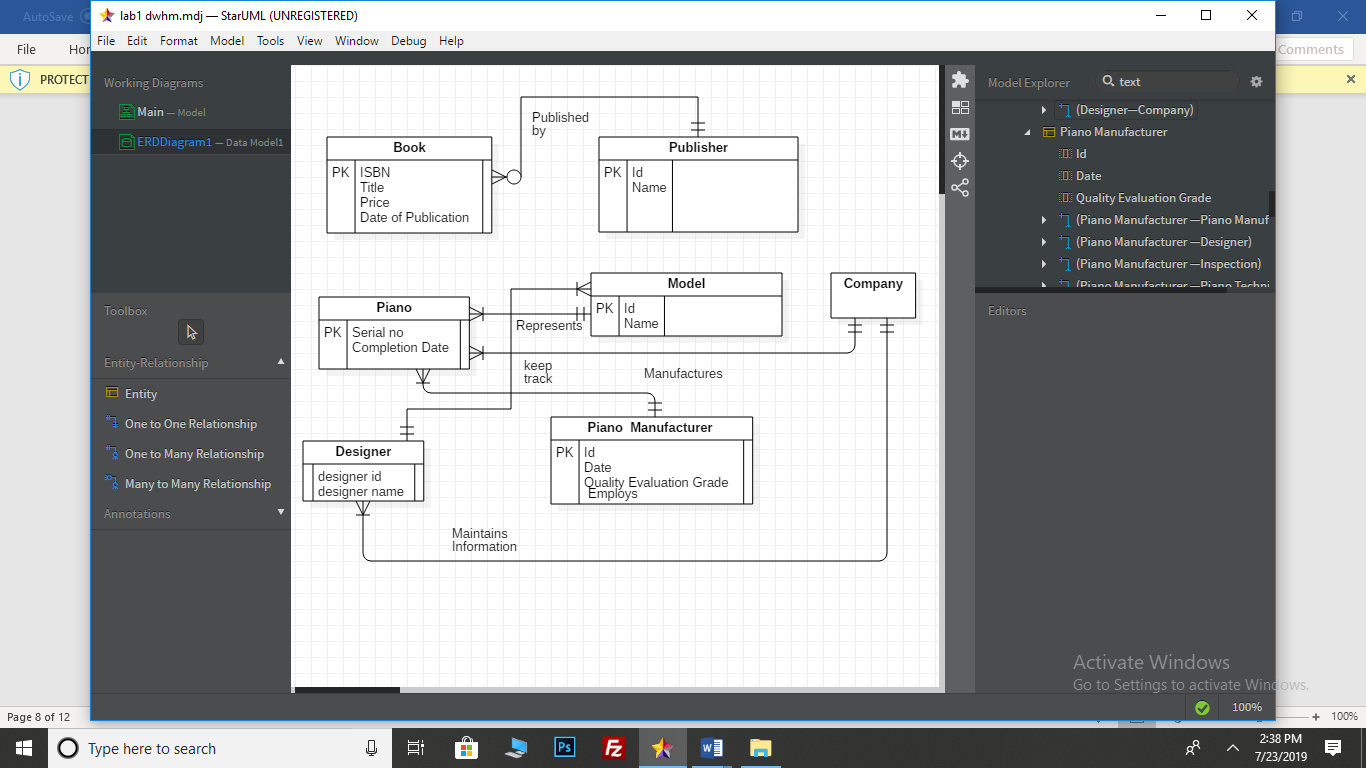 AutoSave
lab1 dwhm.mdj — StarUML (UNREGISTERED)
File
File Edit Format Model Tools View Window Debug Help
Comments
PROTECT
Working Diagrams
Main — Model
ERDDiagram1 — Data Model1
Toolbox
Entity-Relationship
Entity
One to One Relationship
One to Many Relationship
Many to Many Relationship
Annotations
Published
by
Book
PK
ISBN
Title
Price
Date of Publication
Publisher
PK
Id
Name
Model
PK
Id
Name
Company
Piano
PK
Serial no
Completion Date
Represents
keep
track
Manufactures
Piano Manufacturer
PK
Id
Date
Quality Evaluation Grade
Employs
Designer
designer id
designer name
Maintains
Information
Model Explorer
text
(Designer—Company)
Piano Manufacturer
Id
Date
Quality Evaluation Grade
(Piano Manufacturer —Piano Manuf
(Piano Manufacturer —Designer)
(Piano Manufacturer —Inspection)
(Piano Manufacturer —Piano Techni
Editors
Activate Windows
Go to Settings to activate Windows.
100%
Page 8 of 12
100%
Type here to search
2:38 PM
7/23/2019